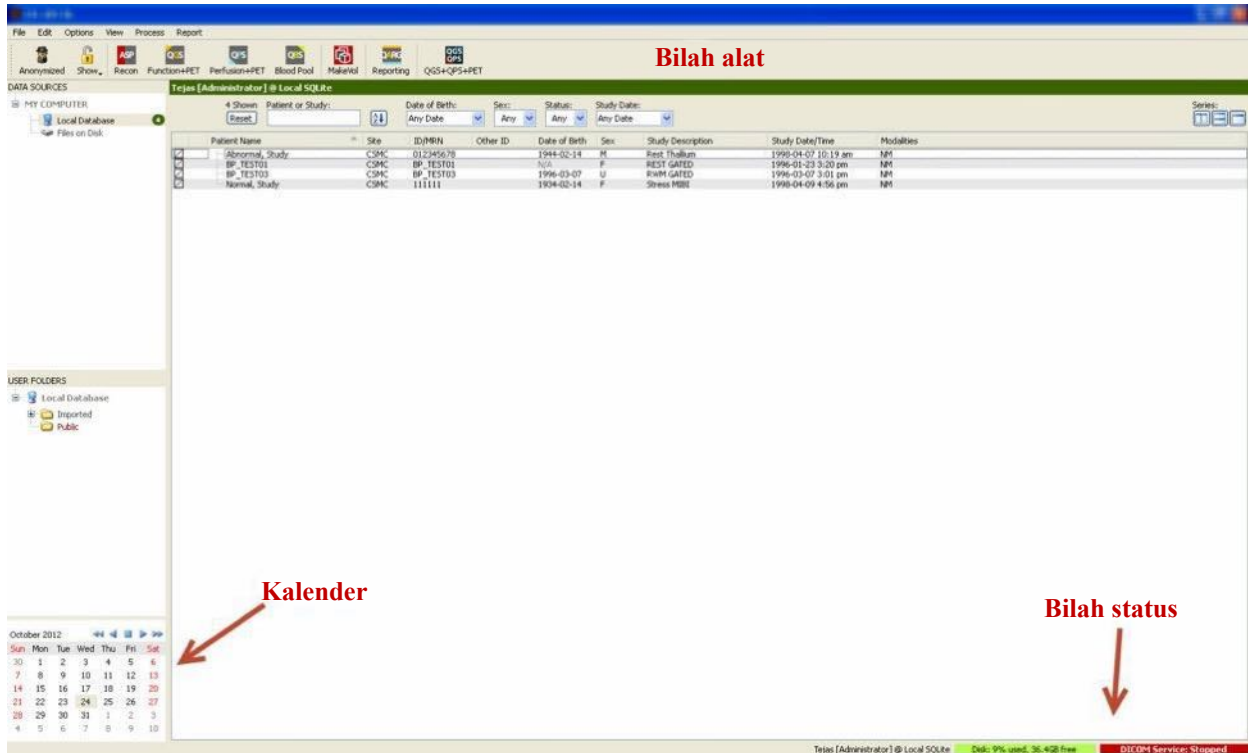 File Edit Options View Process Report
ASP QGS QPS QBS QARG QGS QPS
Anonymized Show Recon Function+PET Perfusion+PET Blood Pool MakeVol Reporting QGS+QPS+PET
Bilah alat
DATA SOURCES
MY COMPUTER
Local Database 4
Files on Disk
Tejas [Administrator] @ Local SQLite
4 Shown Patient or Study: Date of Birth: Sex: Status: Study Date: Series:
Reset Any Date Any Any Any Date
Patient Name Site ID/MRN Other ID Date of Birth Sex Study Description Study Date/Time Modalities
Abnormal, Study CSMC 012345678 1944-02-14 M Rest Thallium 1998-04-07 10:19 am NM
BP_TEST01 CSMC BP_TEST01 N/A F REST GATED 1996-01-23 3:20 pm NM
BP_TEST03 CSMC BP_TEST03 1996-03-07 U RWM GATED 1996-03-07 3:01 pm NM
Normal, Study CSMC 111111 1934-02-14 F Stress MIBI 1998-04-09 4:56 pm NM
USER FOLDERS
Local Database
Imported
Public
Kalender
Bilah status
October 2012
Sun Mon Tue Wed Thu Fri Sat
30 1 2 3 4 5 6
7 8 9 10 11 12 13
14 15 16 17 18 19 20
21 22 23 24 25 26 27
28 29 30 31 1 2 3
4 5 6 7 8 9 10
Tejas [Administrator] @ Local SQLite Disk: 9% used, 36.4GB free DICOM Service: Stopped